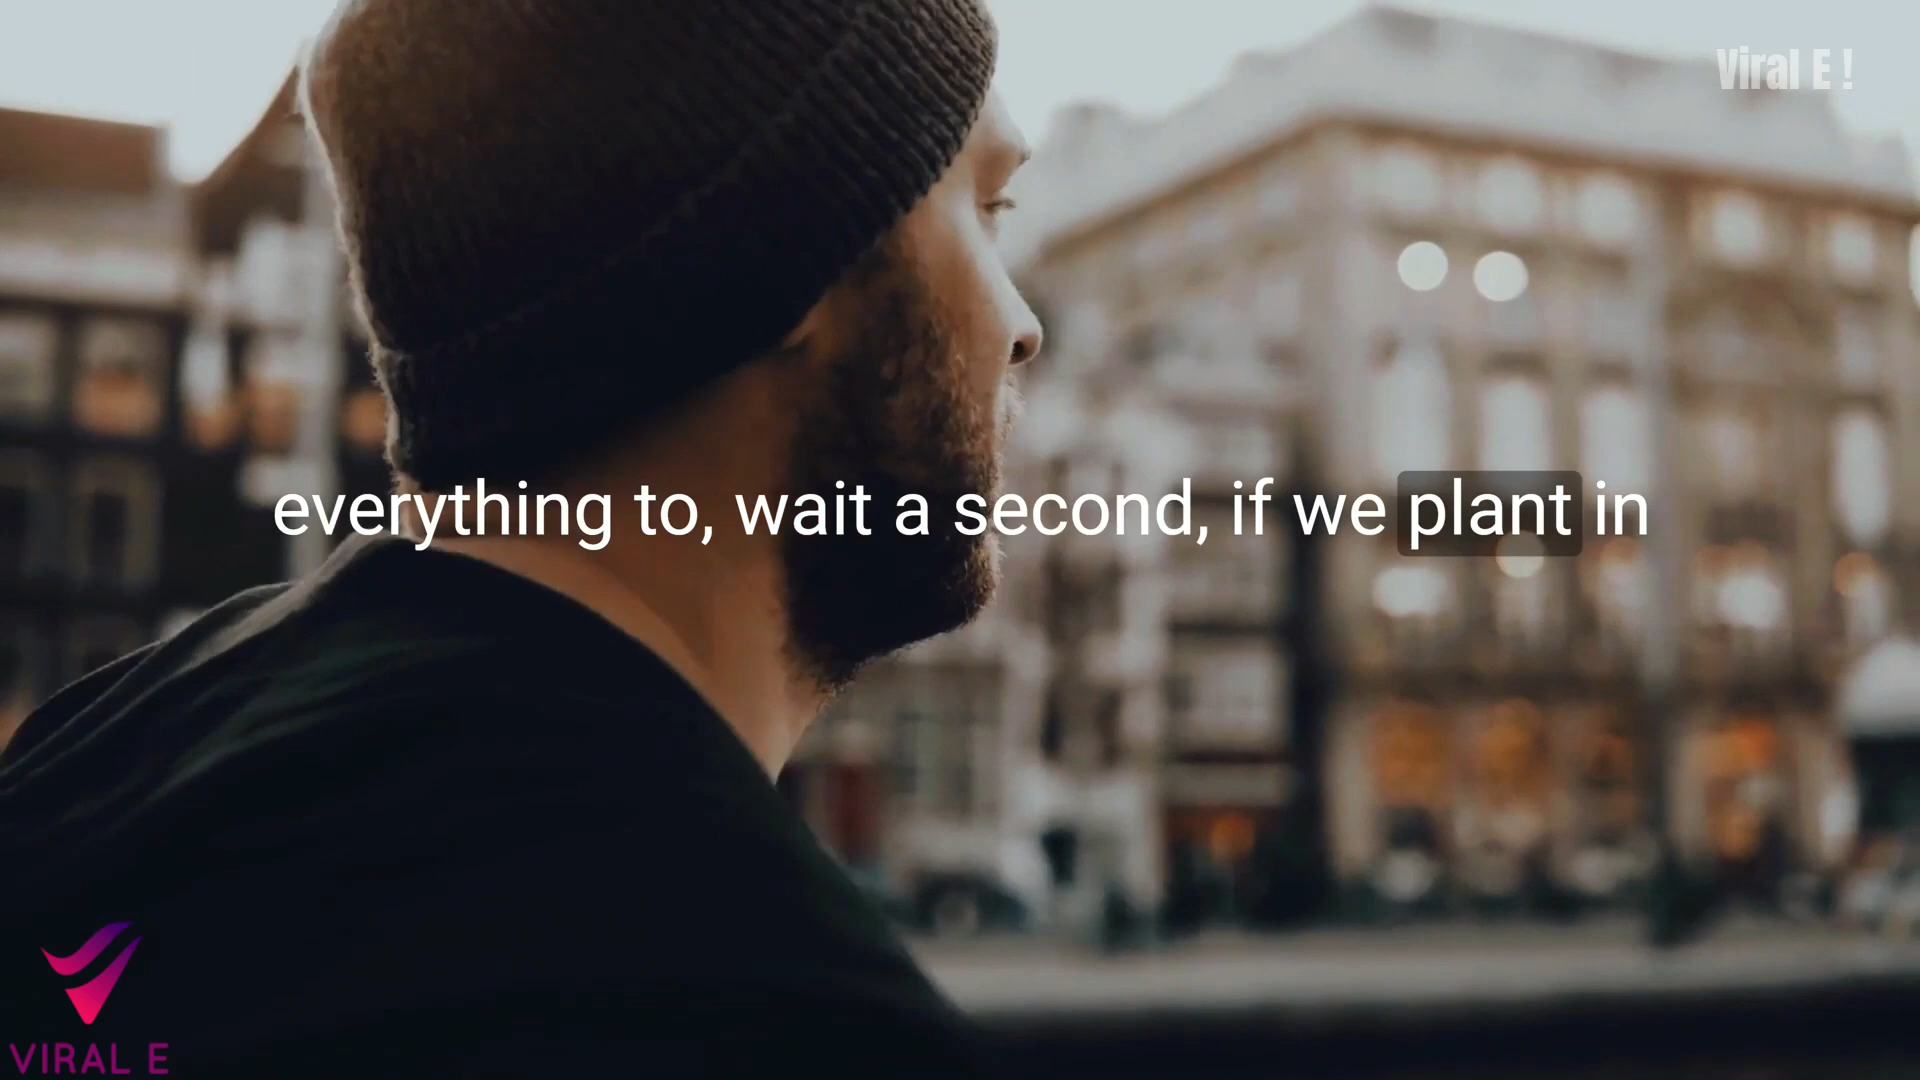 Viral E !
everything to, wait a second, if we plant in
VIRAL E